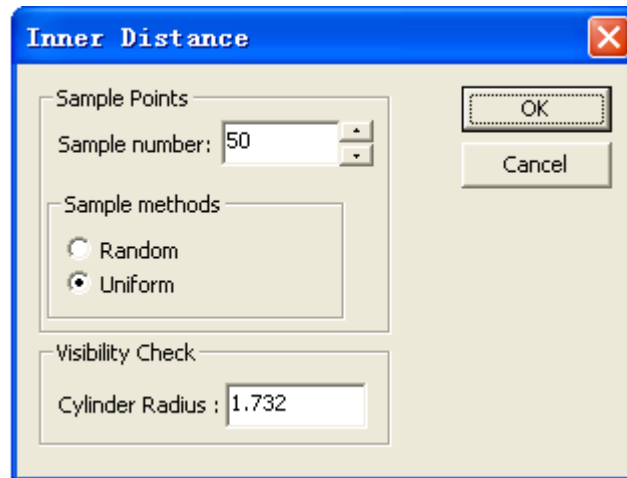 Inner Distance
Sample Points
Sample number: 50
OK
Cancel
Sample methods
Random
Uniform
Visibility Check
Cylinder Radius : 1.732